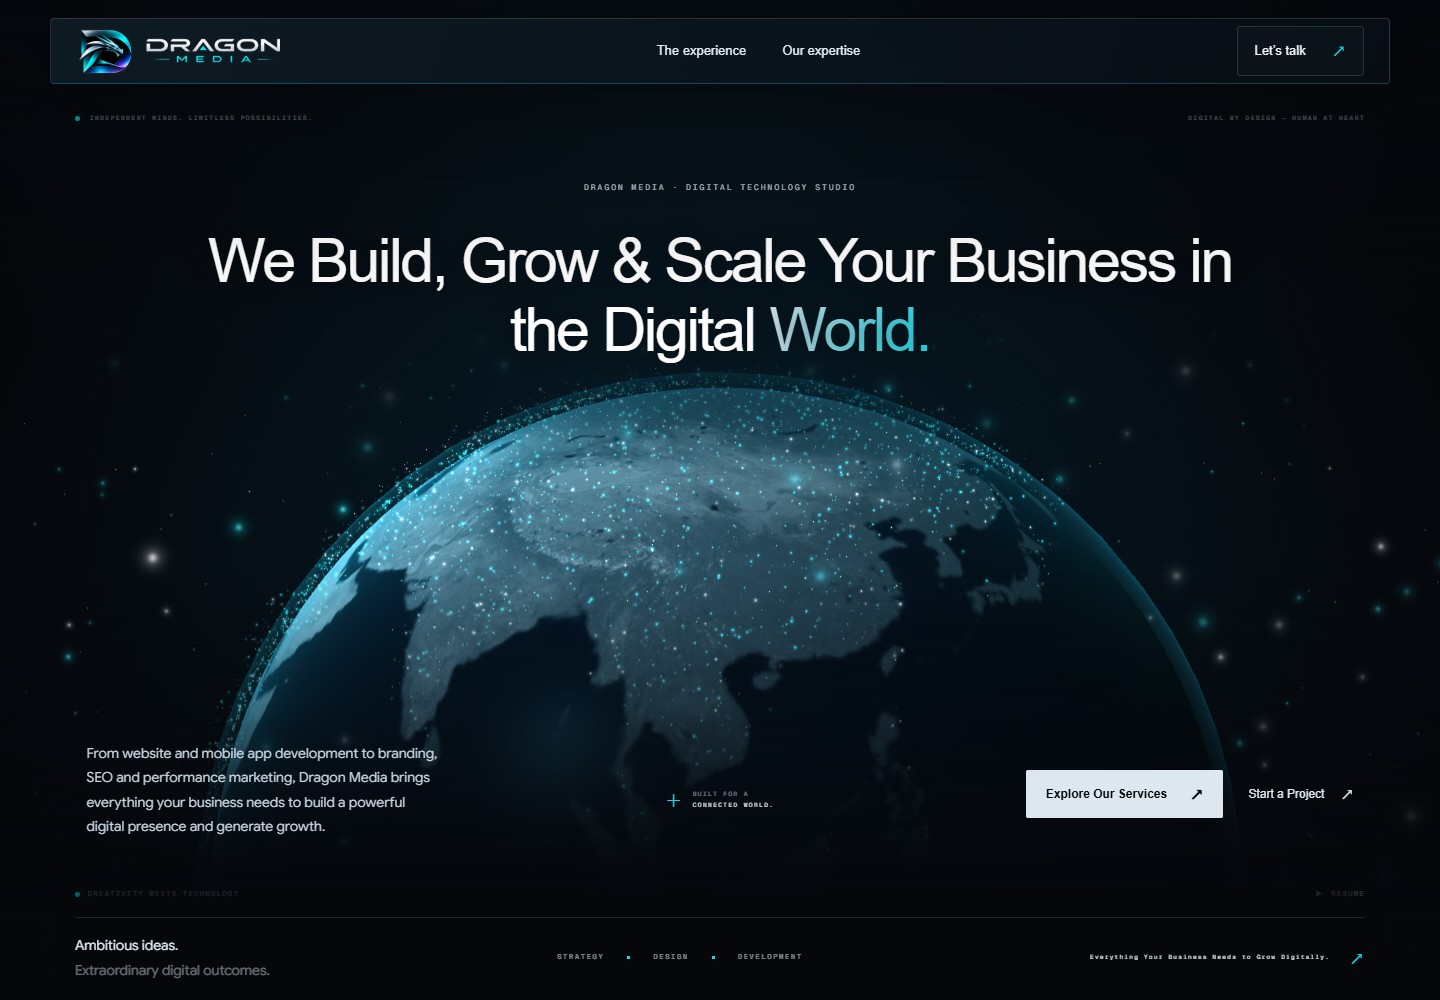 DRAGON
MEDIA
The experience
Our expertise
Let's talk
INDEPENDENT MINDS. LIMITLESS POSSIBILITIES.
DIGITAL BY DESIGN — HUMAN AT HEART
DRAGON MEDIA · DIGITAL TECHNOLOGY STUDIO
We Build, Grow & Scale Your Business in
the Digital World.
From website and mobile app development to branding,
SEO and performance marketing, Dragon Media brings
everything your business needs to build a powerful
digital presence and generate growth.
BUILT FOR A
CONNECTED WORLD.
Explore Our Services
Start a Project
CREATIVITY MEETS TECHNOLOGY
RESUME
Ambitious ideas.
Extraordinary digital outcomes.
STRATEGY
DESIGN
DEVELOPMENT
Everything Your Business Needs to Grow Digitally.